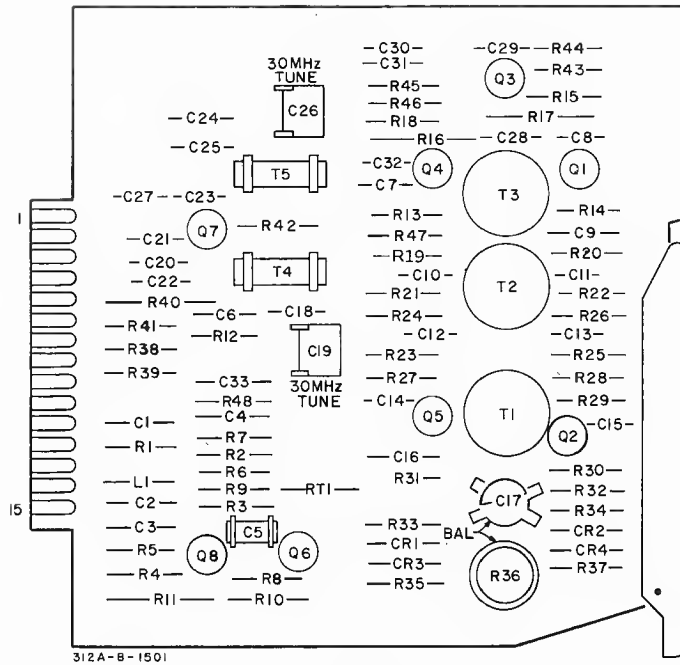 C30
C29
R44
C31
R43
30MHz
TUNE
Q3
R45
R15
C26
R46
R17
C24
R18
R16
C28
C8
C25
C32
Q4
Q1
T5
C7
T3
C27
C23
1
R13
R14
Q7
R42
R47
C9
C21
R19
R20
C20
T4
C10
C11
C22
T2
R21
R22
R40
C6
C18
R24
R26
R41
R12
C12
C13
R38
C19
R23
R25
R39
30MHz
TUNE
R27
R28
C33
R48
C14
R29
C1
C4
Q5
T1
C15
R7
Q2
R1
R2
C16
R6
R31
R30
L1
R9
RT1
R32
C2
R3
C17
15
R34
C3
C5
R33
BAL
CR2
R5
Q8
Q6
CR1
CR4
CR3
R36
R37
R4
R8
R35
R11
R10
312A-B-1501